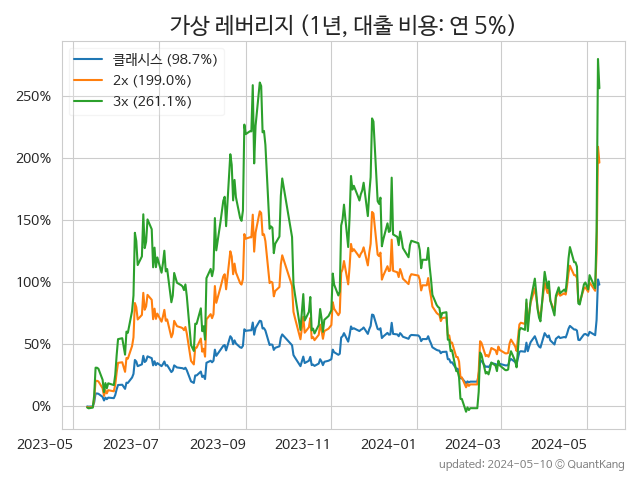 가상 레버리지 (1년, 대출 비용: 연 5%)
클래시스 (98.7%)
2x (199.0%)
3x (261.1%)
250%
200%
150%
100%
50%
0%
2023-05 2023-07 2023-09 2023-11 2024-01 2024-03 2024-05
updated: 2024-05-10 © QuantKang